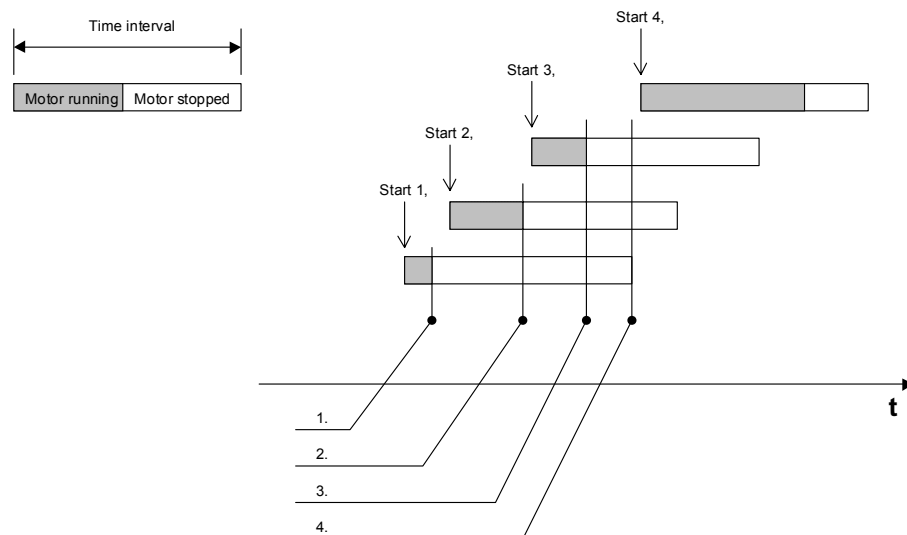 Time interval
Motor running Motor stopped
Start 1,
Start 2,
Start 3,
Start 4,
t
1.
2.
3.
4.